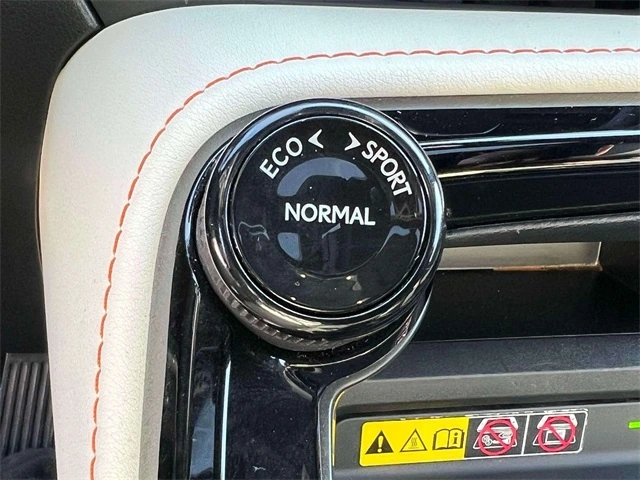 ECO < > SPORT
NORMAL